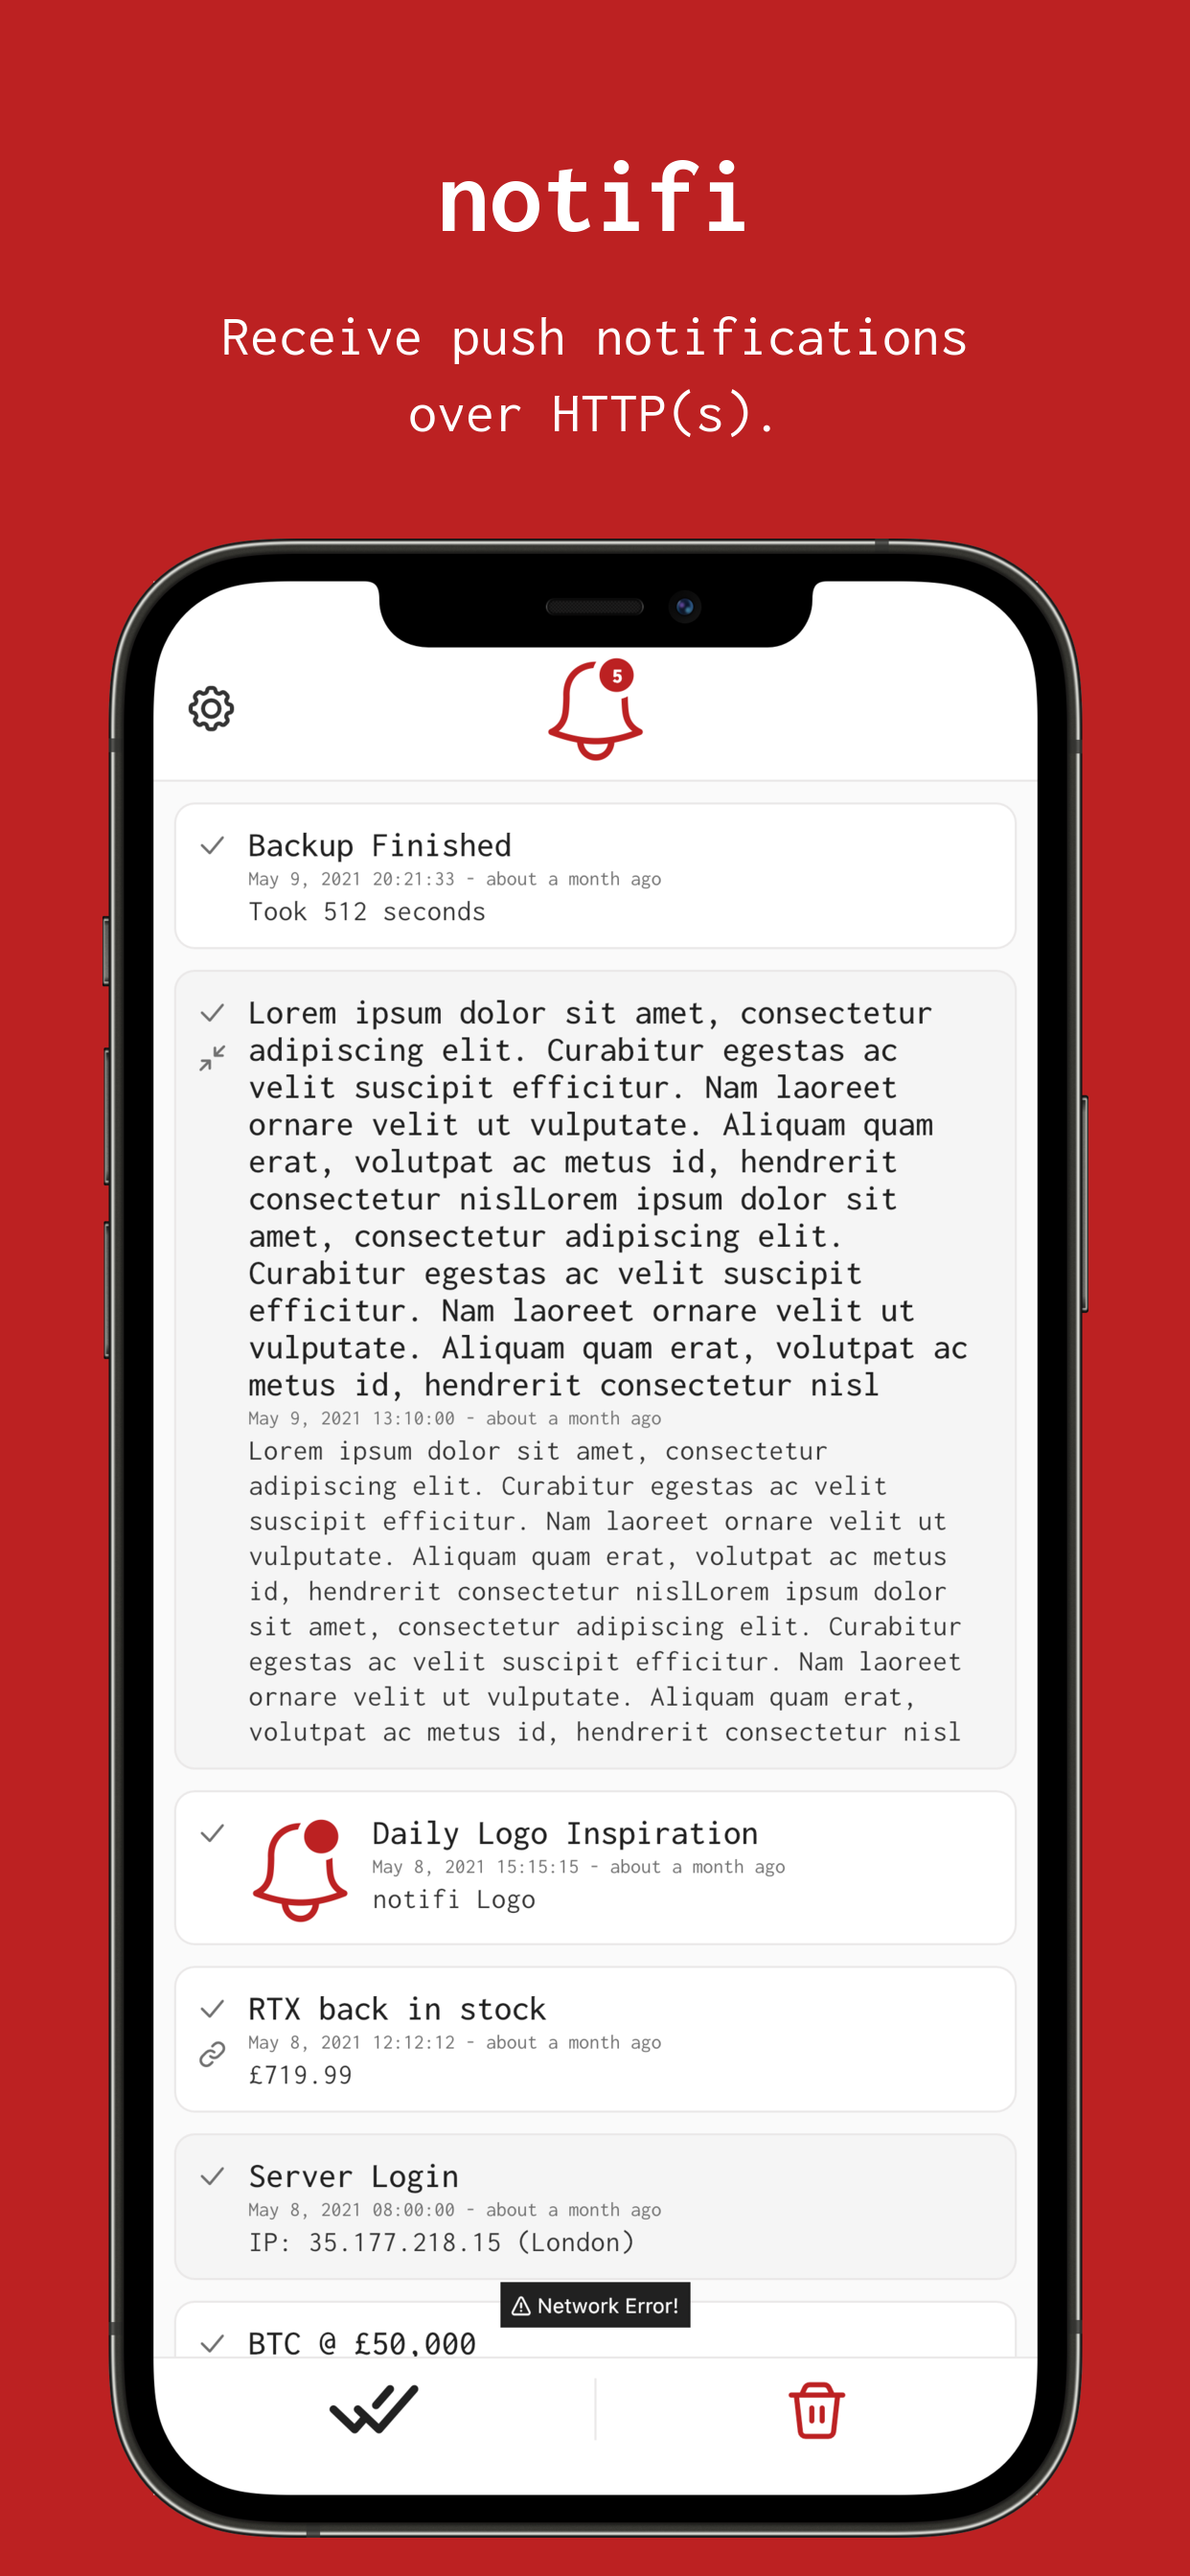 notifi
Receive push notifications
over HTTP(s).
5
Backup Finished
May 9, 2021 20:21:33 - about a month ago
Took 512 seconds
Lorem ipsum dolor sit amet, consectetur
adipiscing elit. Curabitur egestas ac
velit suscipit efficitur. Nam laoreet
ornare velit ut vulputate. Aliquam quam
erat, volutpat ac metus id, hendrerit
consectetur nislLorem ipsum dolor sit
amet, consectetur adipiscing elit.
Curabitur egestas ac velit suscipit
efficitur. Nam laoreet ornare velit ut
vulputate. Aliquam quam erat, volutpat ac
metus id, hendrerit consectetur nisl
May 9, 2021 13:10:00 - about a month ago
Lorem ipsum dolor sit amet, consectetur
adipiscing elit. Curabitur egestas ac velit
suscipit efficitur. Nam laoreet ornare velit ut
vulputate. Aliquam quam erat, volutpat ac metus
id, hendrerit consectetur nislLorem ipsum dolor
sit amet, consectetur adipiscing elit. Curabitur
egestas ac velit suscipit efficitur. Nam laoreet
ornare velit ut vulputate. Aliquam quam erat,
volutpat ac metus id, hendrerit consectetur nisl
Daily Logo Inspiration
May 8, 2021 15:15:15 - about a month ago
notifi Logo
RTX back in stock
May 8, 2021 12:12:12 - about a month ago
£719.99
Server Login
May 8, 2021 08:00:00 - about a month ago
IP: 35.177.218.15 (London)
Network Error!
BTC @ £50,000